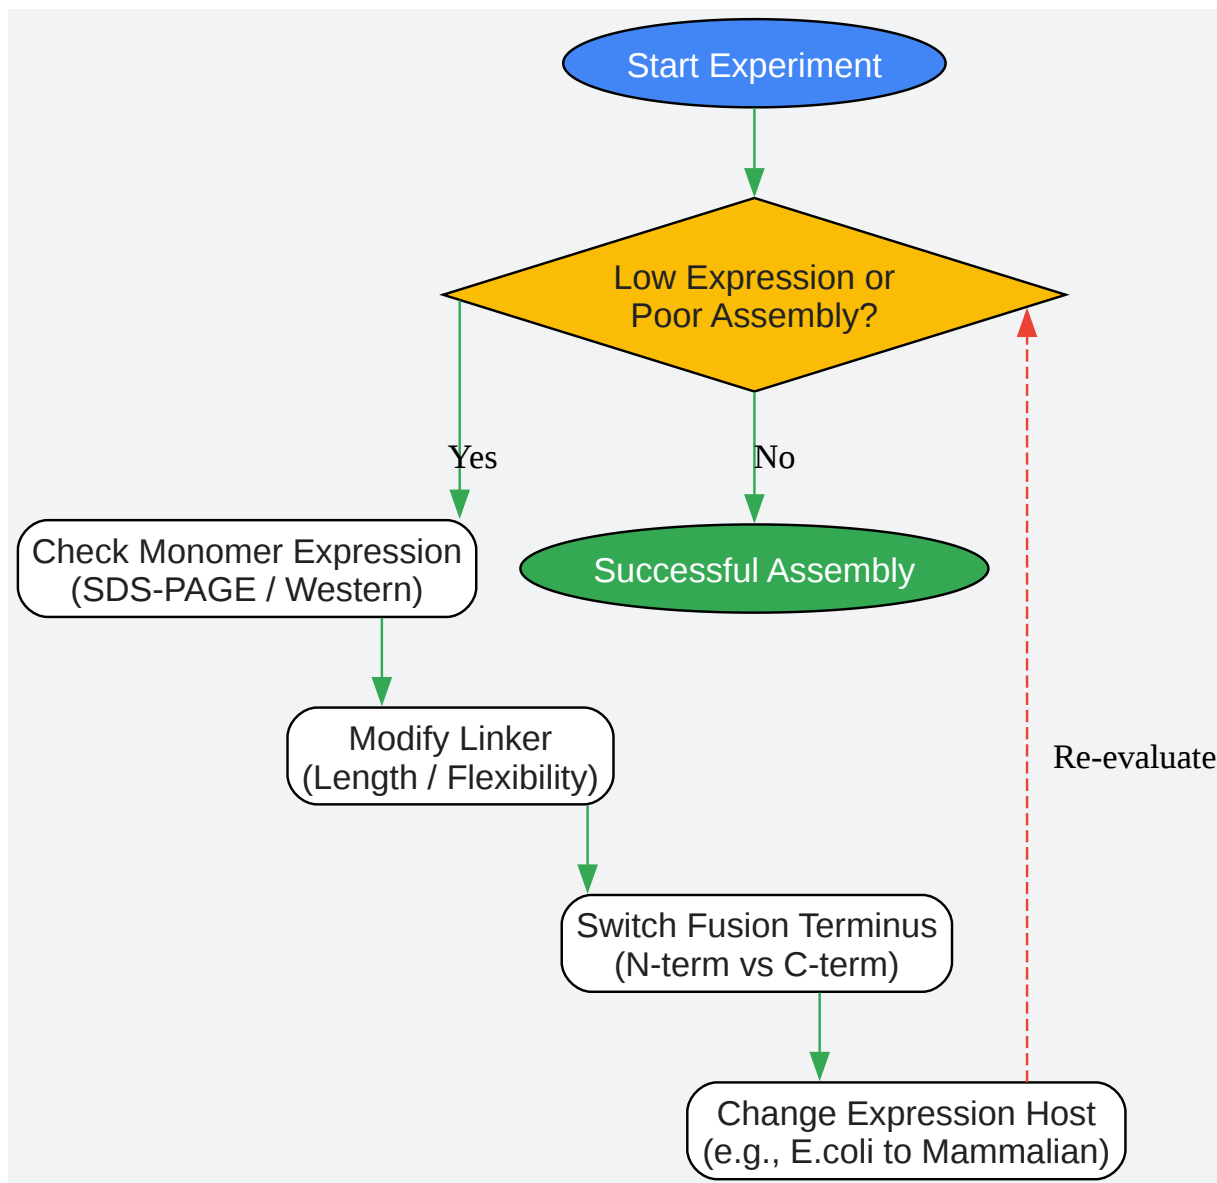 Start Experiment
Low Expression or
Poor Assembly?
Yes
No
Check Monomer Expression
(SDS-PAGE / Western)
Successful Assembly
Modify Linker
(Length / Flexibility)
Re-evaluate
Switch Fusion Terminus
(N-term vs C-term)
Change Expression Host
(e.g., E.coli to Mammalian)